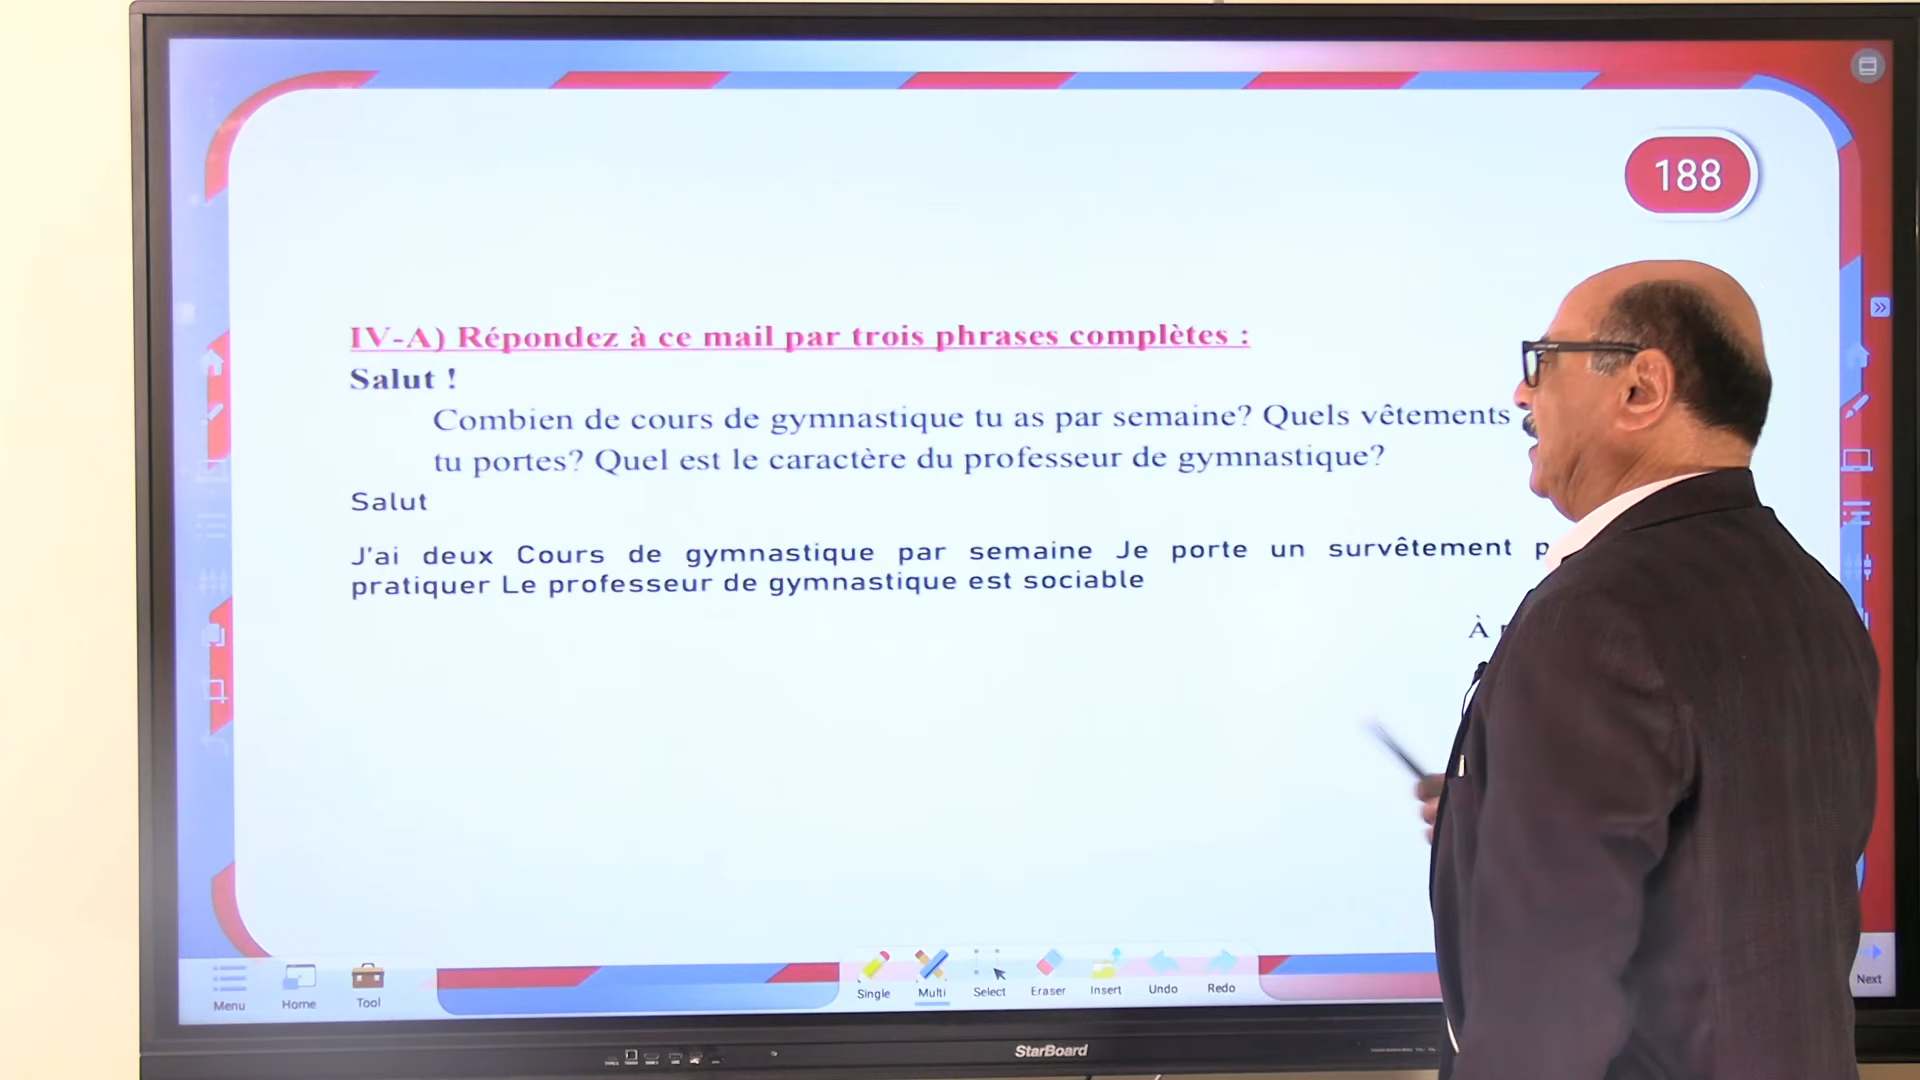 188
IV-A) Répondez à ce mail par trois phrases complètes :
Salut !
Combien de cours de gymnastique tu as par semaine? Quels vêtements
tu portes? Quel est le caractère du professeur de gymnastique?
Salut
J'ai deux Cours de gymnastique par semaine Je porte un survêtement
pratiquer Le professeur de gymnastique est sociable
À
Menu
Home
Tool
Single
Multi
Select
Eraser
Insert
Undo
Redo
Next
StarBoard